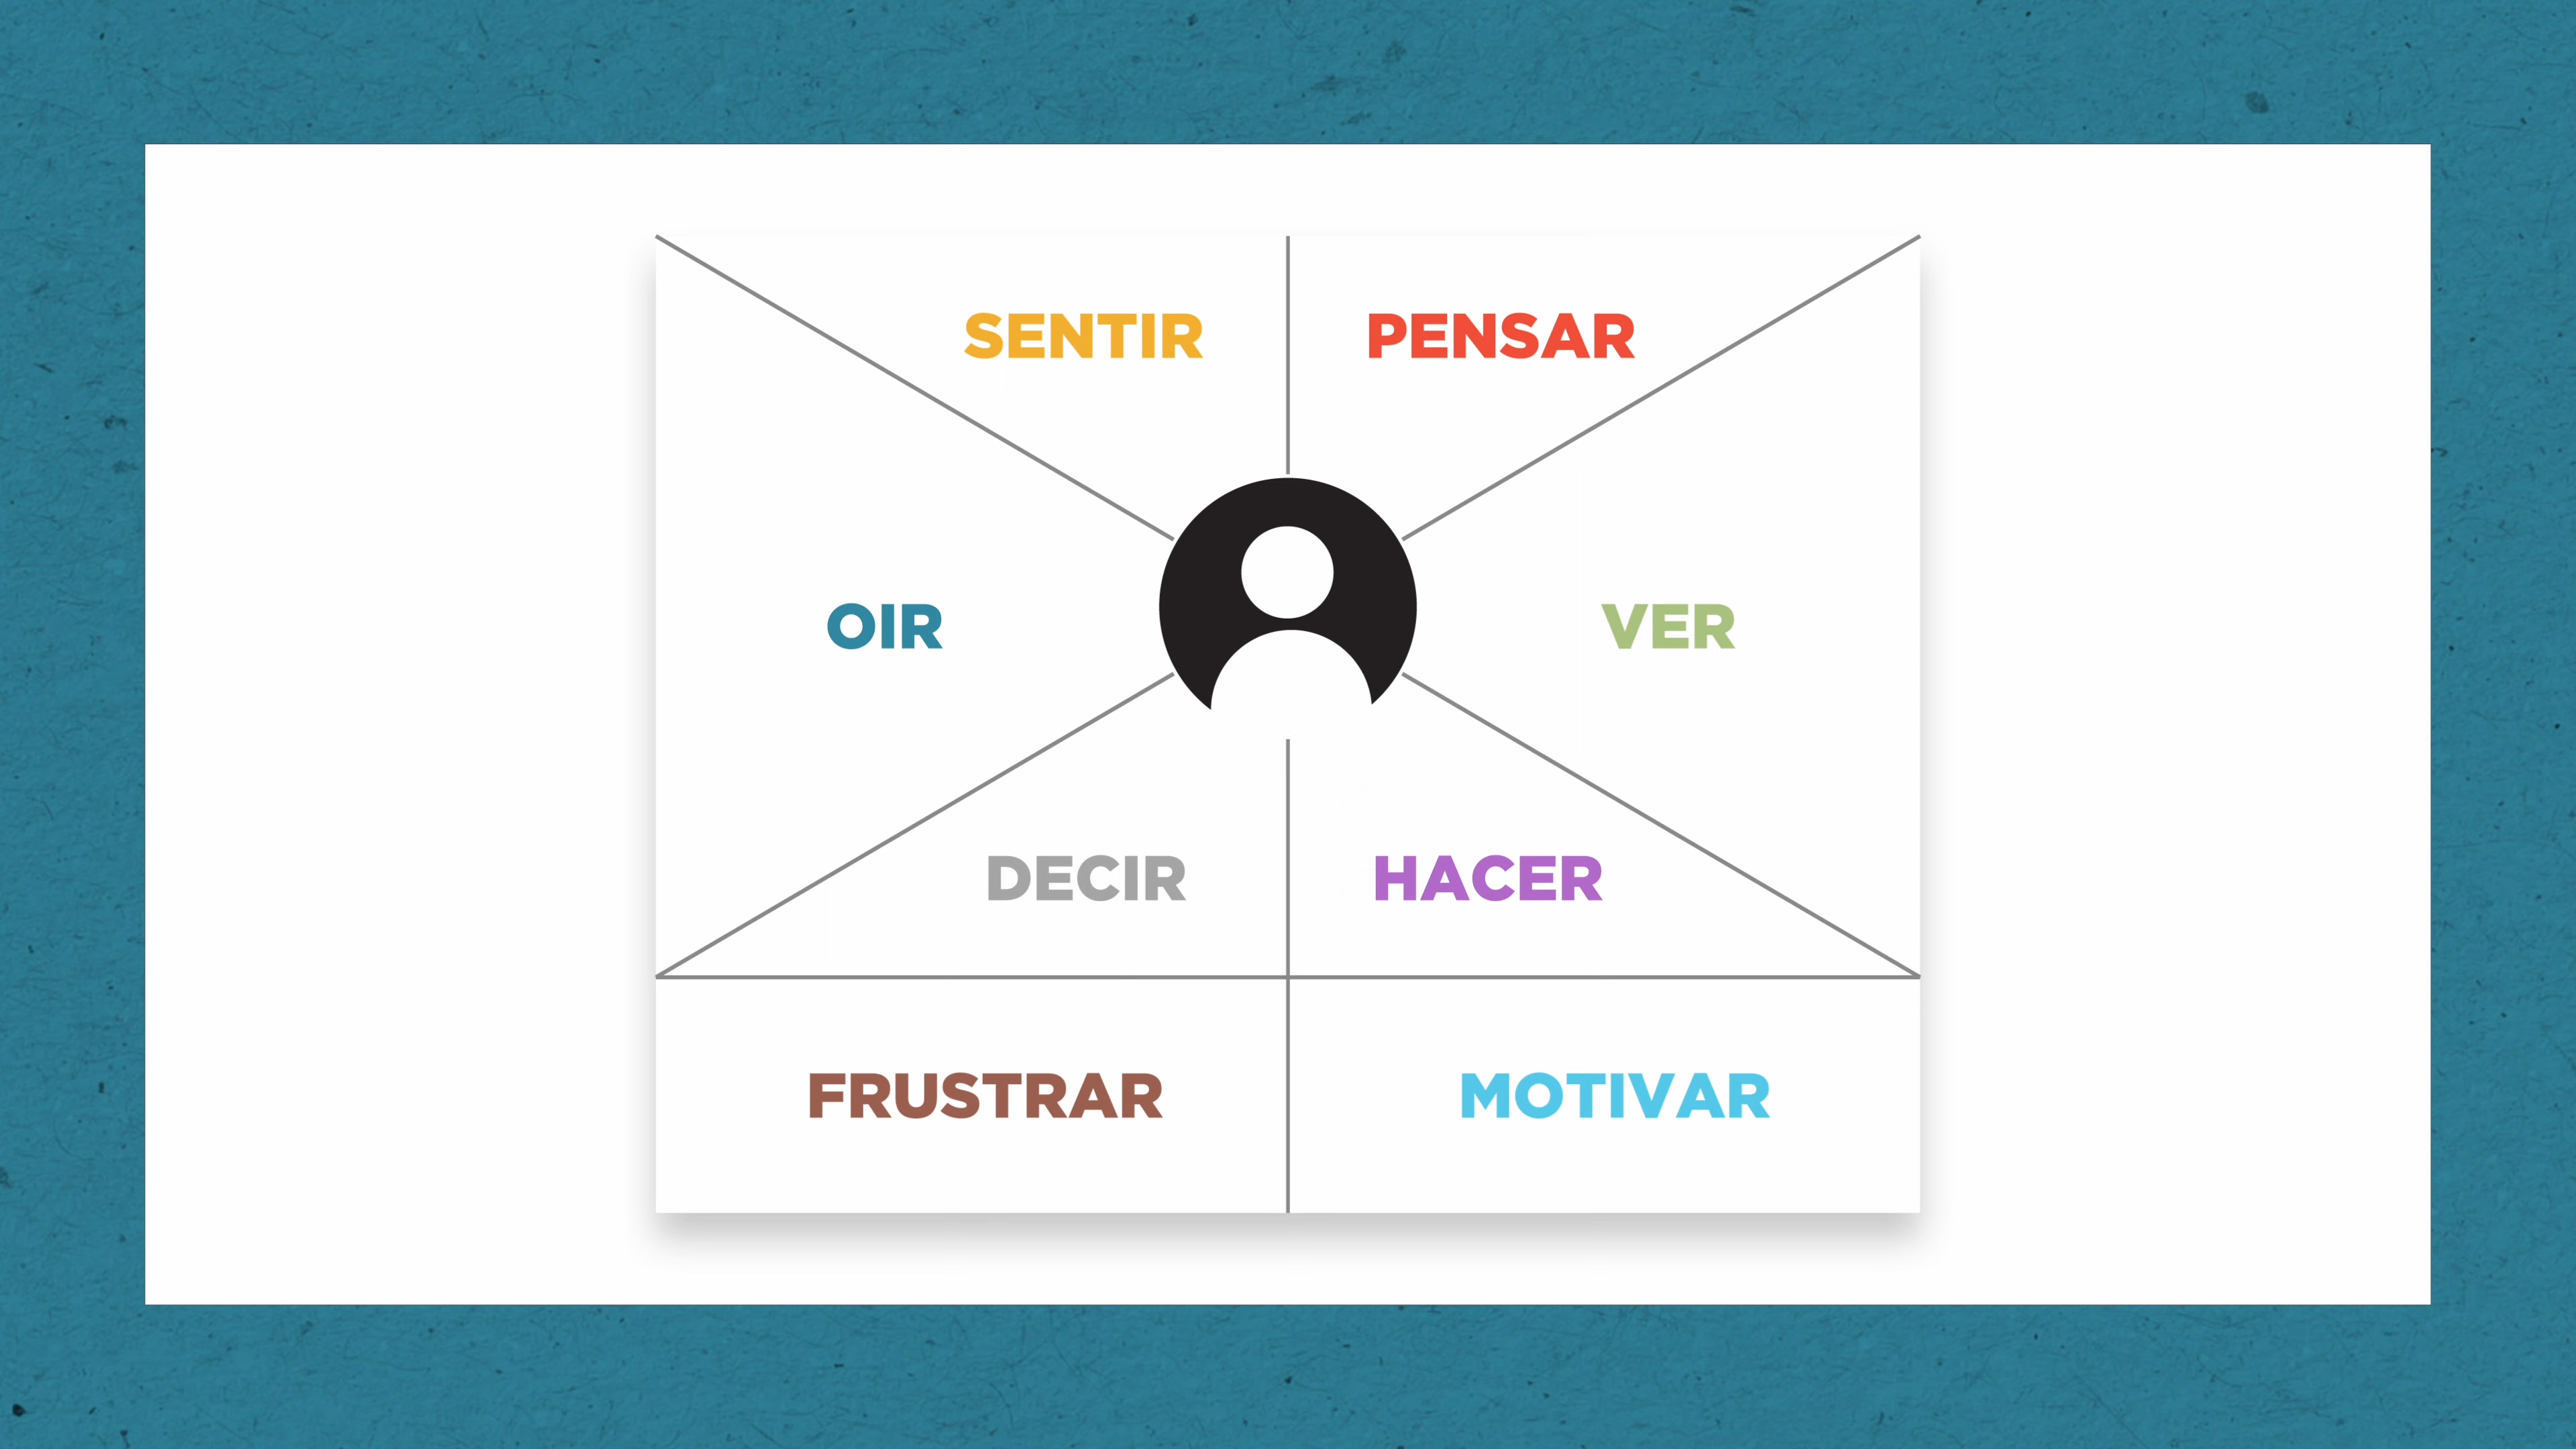 SENTIR
PENSAR
OIR
VER
DECIR
HACER
FRUSTRAR
MOTIVAR